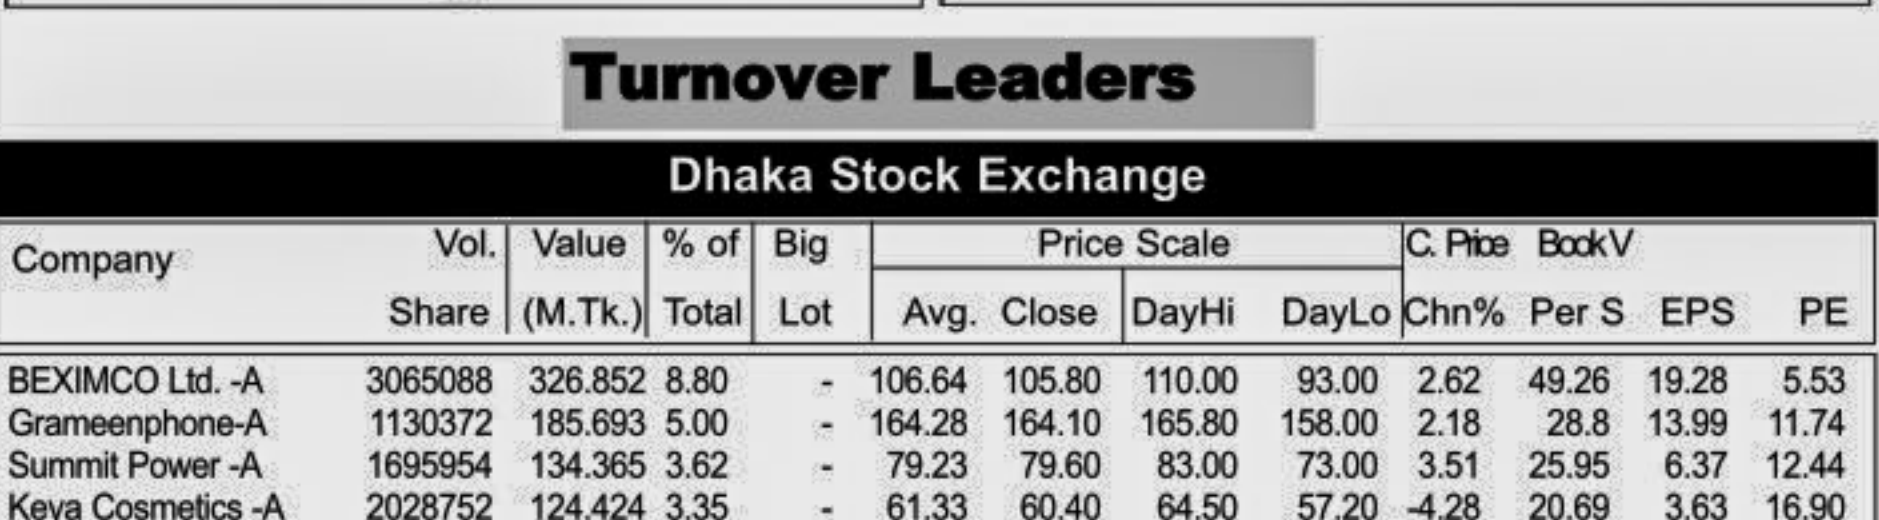 Turnover Leaders
Dhaka Stock Exchange
Company Vol. Value % of Big Price Scale C. Price BookV
Share (M.Tk.) Total Lot Avg. Close DayHi DayLo Chn% Per S EPS PE
BEXIMCO Ltd. -A 3065088 326.852 8.80 - 106.64 105.80 110.00 93.00 2.62 49.26 19.28 5.53
Grameenphone-A 1130372 185.693 5.00 - 164.28 164.10 165.80 158.00 2.18 28.8 13.99 11.74
Summit Power -A 1695954 134.365 3.62 - 79.23 79.60 83.00 73.00 3.51 25.95 6.37 12.44
Keya Cosmetics -A 2028752 124.424 3.35 - 61.33 60.40 64.50 57.20 -4.28 20.69 3.63 16.90